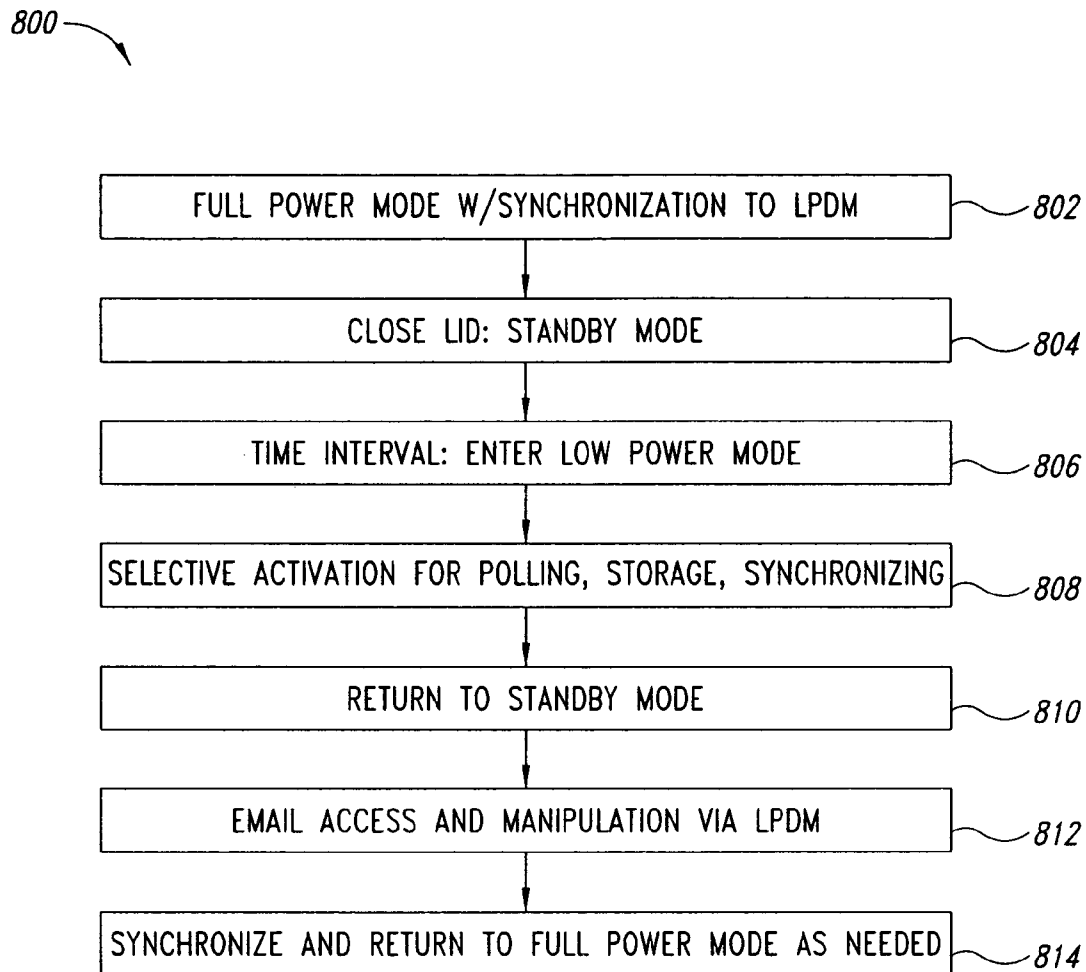 800
FULL POWER MODE W/SYNCHRONIZATION TO LPDM
802
CLOSE LID: STANDBY MODE
804
TIME INTERVAL: ENTER LOW POWER MODE
806
SELECTIVE ACTIVATION FOR POLLING, STORAGE, SYNCHRONIZING
808
RETURN TO STANDBY MODE
810
EMAIL ACCESS AND MANIPULATION VIA LPDM
812
SYNCHRONIZE AND RETURN TO FULL POWER MODE AS NEEDED
814